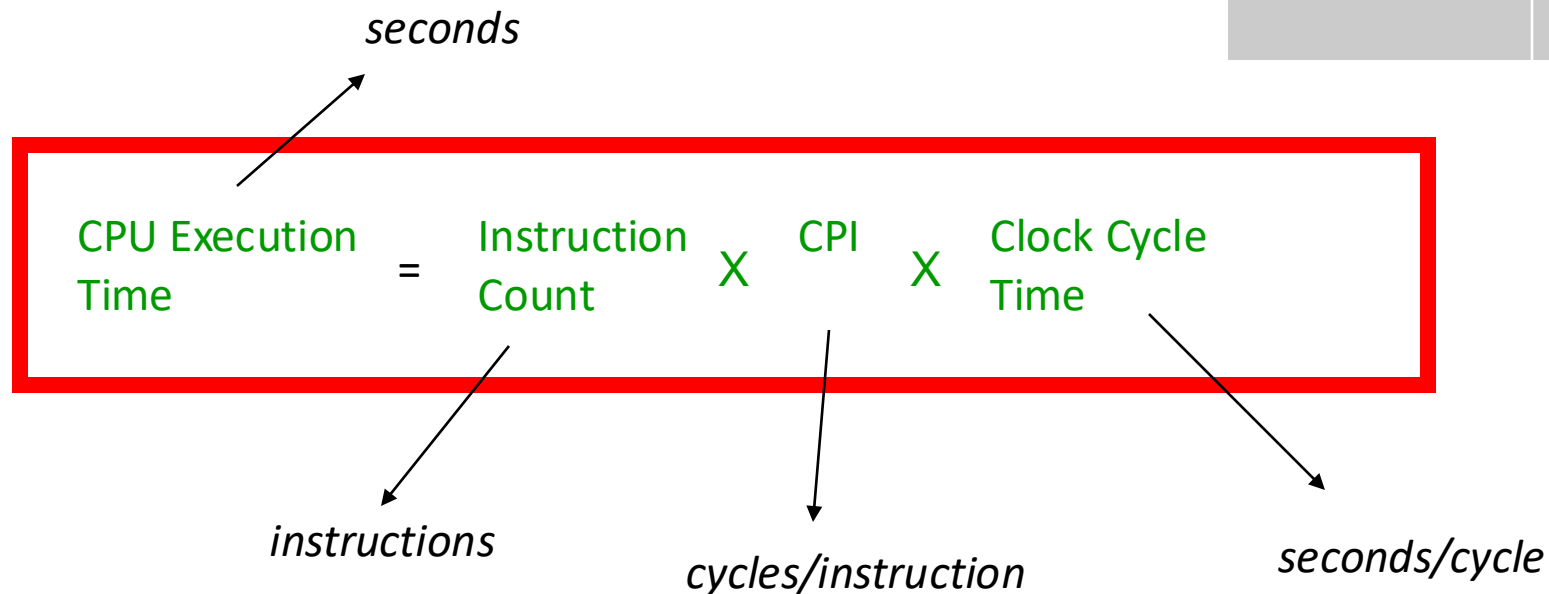 seconds
CPU Execution Time = Instruction Count X CPI X Clock Cycle Time
instructions
cycles/instruction
seconds/cycle